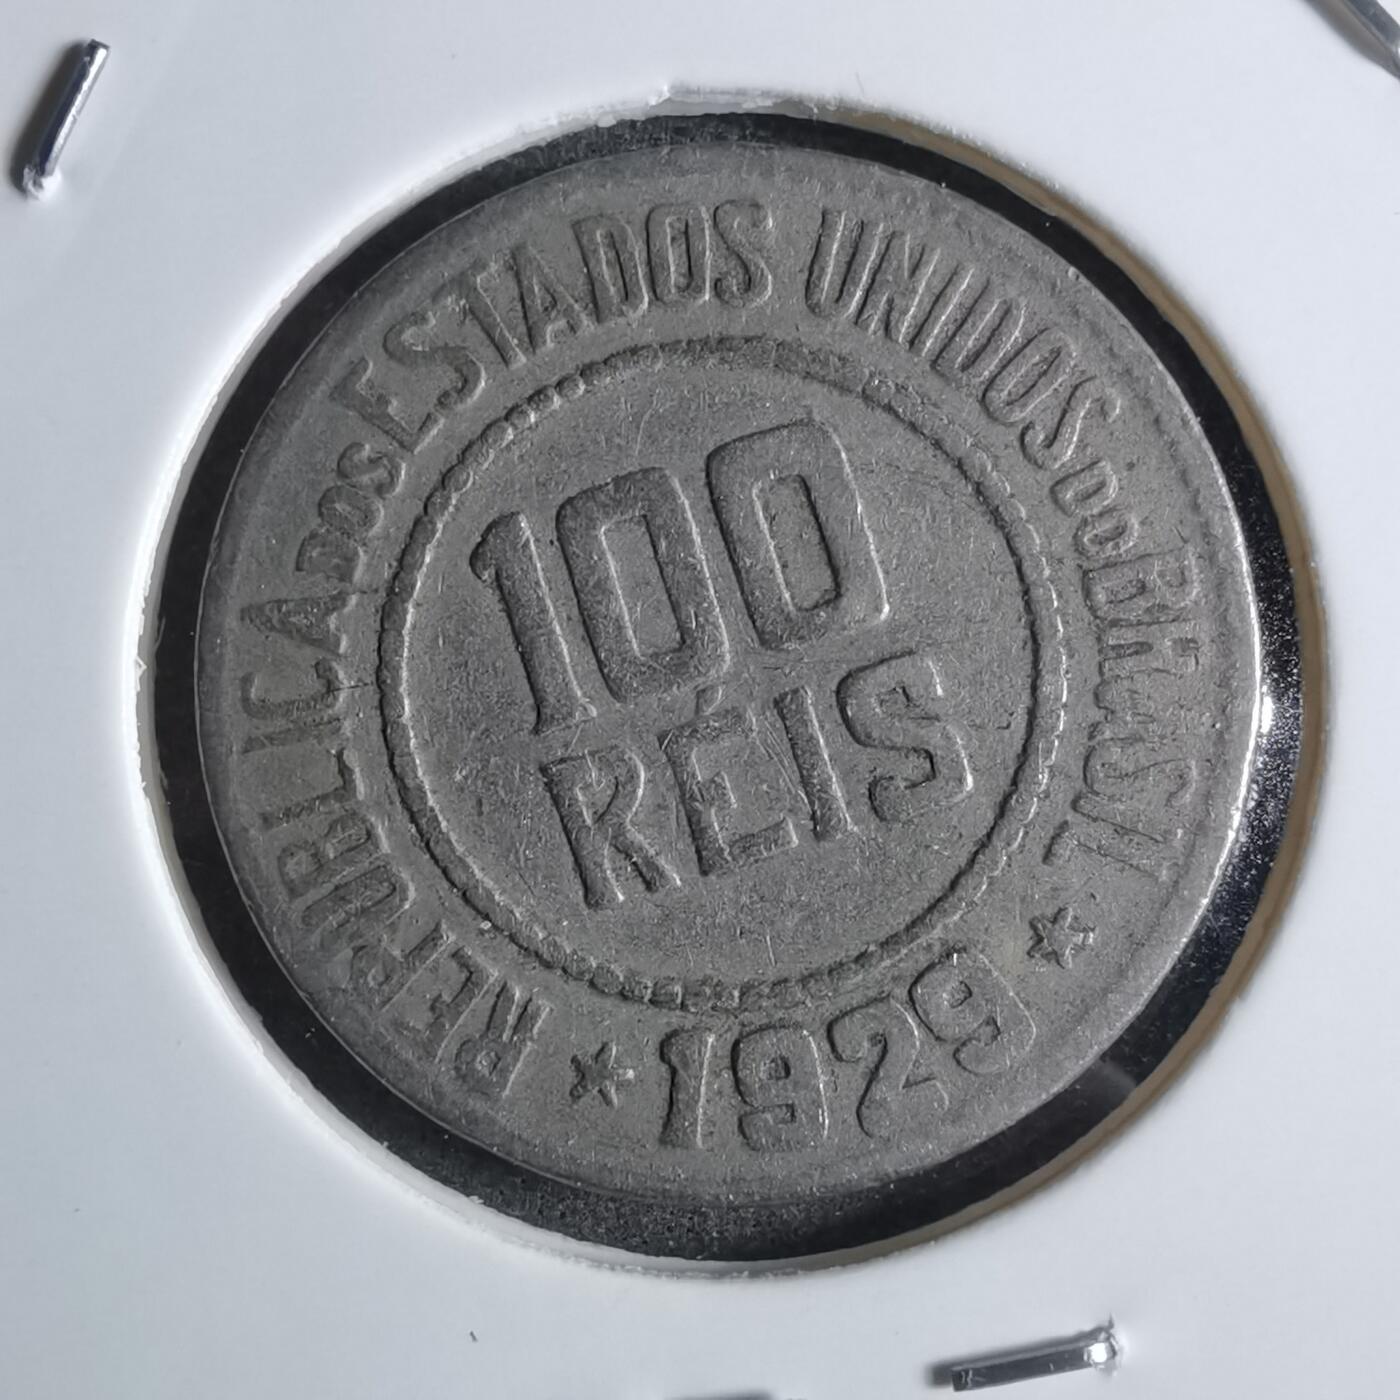 REPUBLICA DOS ESTADOS UNIDOS DO BRASIL
100
RÉIS
1929